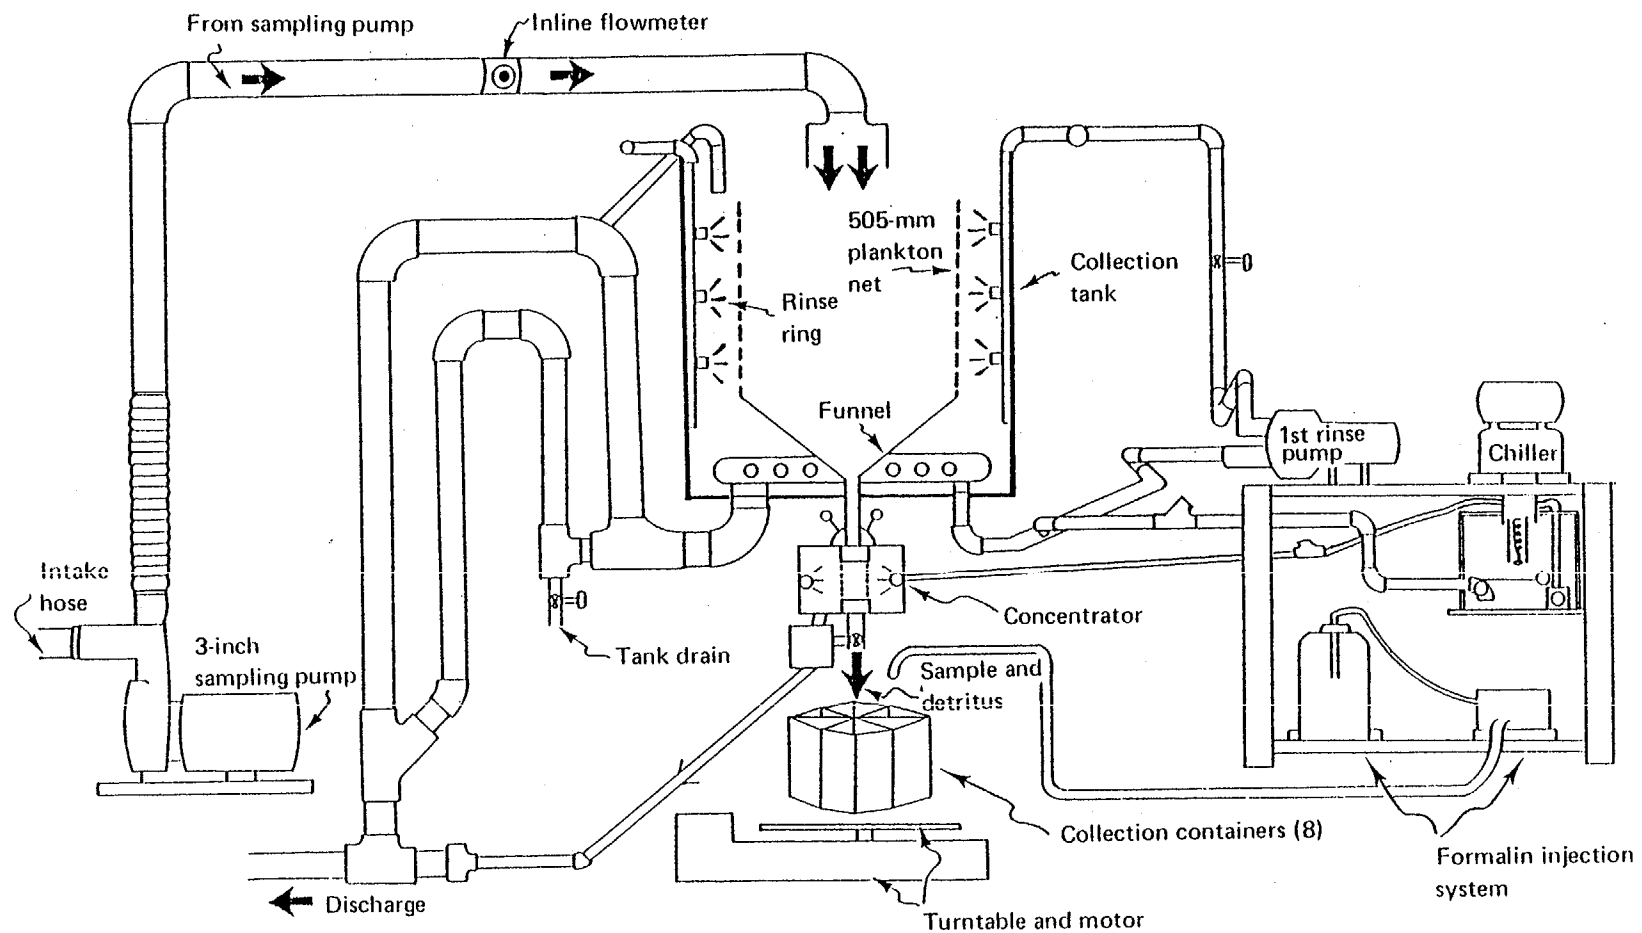 From sampling pump
Inline flowmeter
505-mm
plankton
net
Collection
tank
Rinse
ring
Funnel
1st rinse
pump
Chiller
Intake
hose
3-inch
sampling pump
Tank drain
Concentrator
Sample and
detritus
Collection containers (8)
Formalin injection
system
Discharge
Turntable and motor